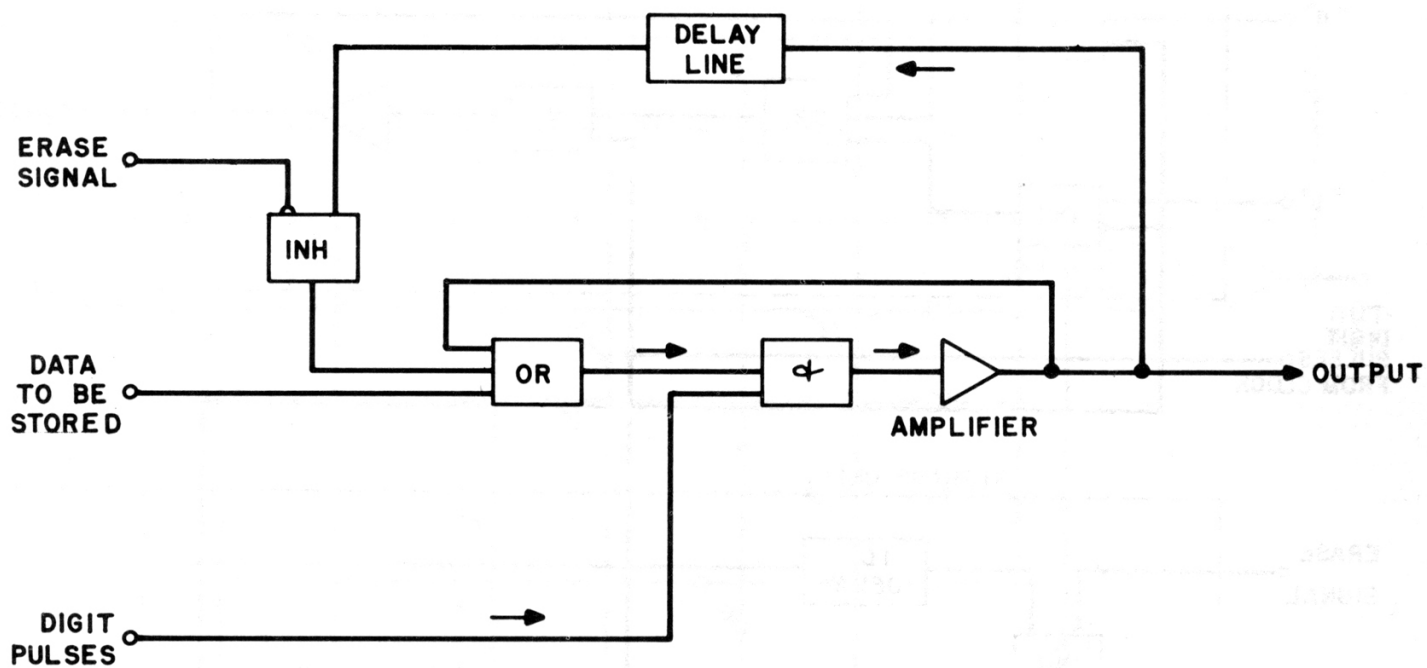 DELAY
LINE
ERASE
SIGNAL
INH
DATA
TO BE
STORED
OR
&
AMPLIFIER
OUTPUT
DIGIT
PULSES